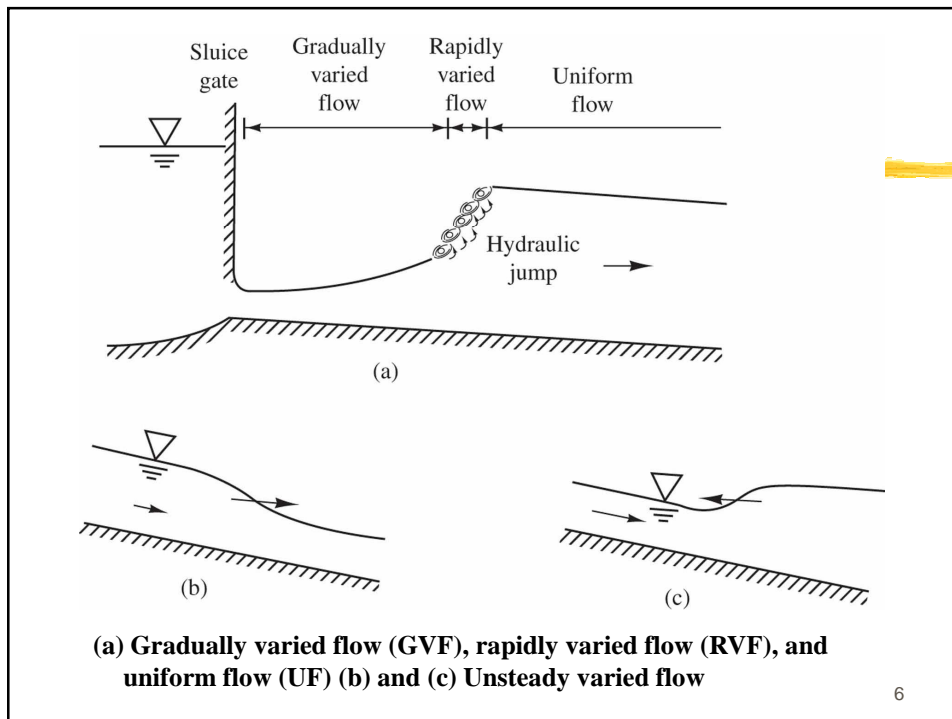 Sluice
gate
Gradually
varied
flow
Rapidly
varied
flow
Uniform
flow
Hydraulic
jump
(a)
(b)
(c)
(a) Gradually varied flow (GVF), rapidly varied flow (RVF), and
uniform flow (UF) (b) and (c) Unsteady varied flow
6